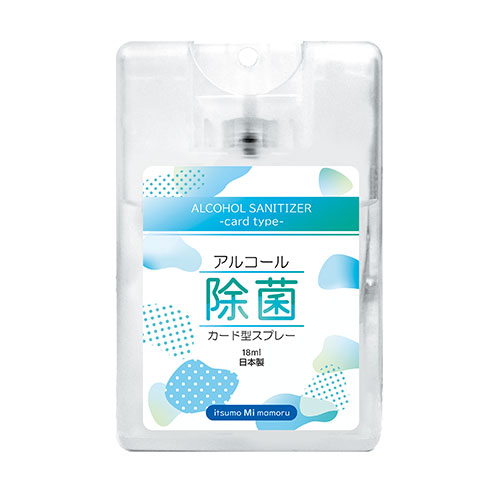 ALCOHOL SANITIZER
-card type-
アルコール
除菌
カード型スプレー
18ml
日本製
itsumo Mi mamoru